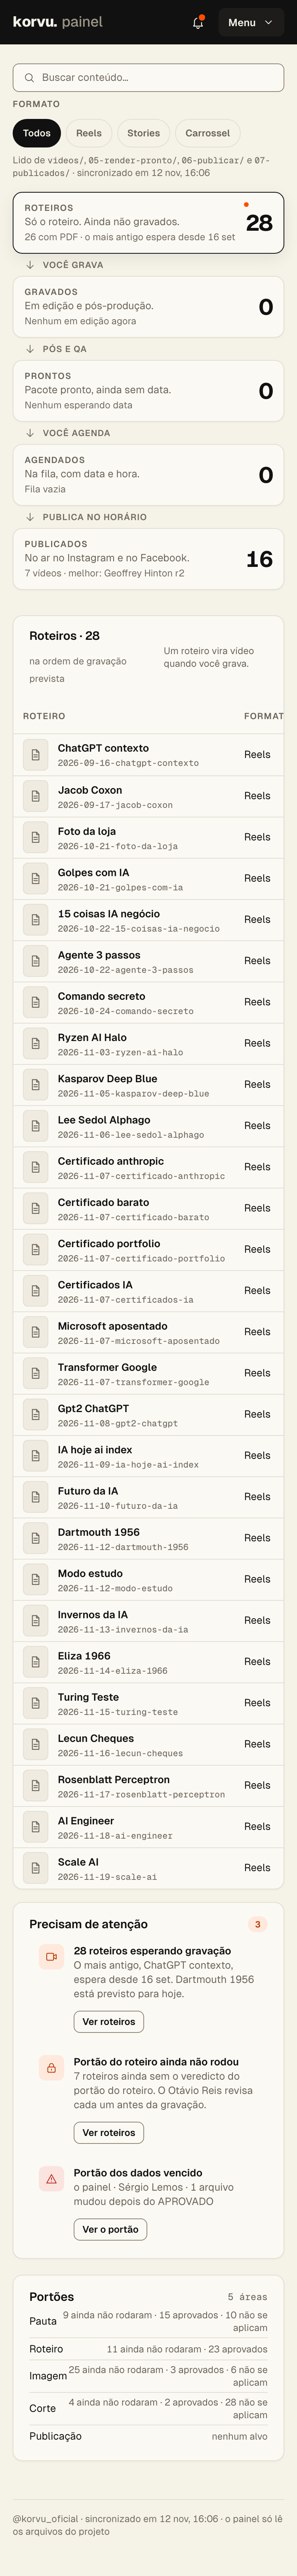 korvu. painel
Menu
Buscar conteúdo...
FORMATO
Todos
Reels
Stories
Carrossel
Lido de videos/, 05-render-pronto/, 06-publicar/ e 07-
publicados/ · sincronizado em 12 nov, 16:06
ROTEIROS
Só o roteiro. Ainda não gravados.
26 com PDF · o mais antigo espera desde 16 set
28
VOCÊ GRAVA
GRAVADOS
Em edição e pós-produção.
Nenhum em edição agora
0
PÓS E QA
PRONTOS
Pacote pronto, ainda sem data.
Nenhum esperando data
0
VOCÊ AGENDA
AGENDADOS
Na fila, com data e hora.
Fila vazia
0
PUBLICA NO HORÁRIO
PUBLICADOS
No ar no Instagram e no Facebook.
7 vídeos · melhor: Geoffrey Hinton r2
16
Roteiros · 28
na ordem de gravação
prevista
Um roteiro vira vídeo
quando você grava.
ROTEIRO
FORMAT
ChatGPT contexto
2026-09-16-chatgpt-contexto
Reels
Jacob Coxon
2026-09-17-jacob-coxon
Reels
Foto da loja
2026-10-21-foto-da-loja
Reels
Golpes com IA
2026-10-21-golpes-com-ia
Reels
15 coisas IA negócio
2026-10-22-15-coisas-ia-negocio
Reels
Agente 3 passos
2026-10-22-agente-3-passos
Reels
Comando secreto
2026-10-24-comando-secreto
Reels
Ryzen AI Halo
2026-11-03-ryzen-ai-halo
Reels
Kasparov Deep Blue
2026-11-05-kasparov-deep-blue
Reels
Lee Sedol Alphago
2026-11-06-lee-sedol-alphago
Reels
Certificado anthropic
2026-11-07-certificado-anthropic
Reels
Certificado barato
2026-11-07-certificado-barato
Reels
Certificado portfolio
2026-11-07-certificado-portfolio
Reels
Certificados IA
2026-11-07-certificados-ia
Reels
Microsoft aposentado
2026-11-07-microsoft-aposentado
Reels
Transformer Google
2026-11-07-transformer-google
Reels
Gpt2 ChatGPT
2026-11-08-gpt2-chatgpt
Reels
IA hoje ai index
2026-11-09-ia-hoje-ai-index
Reels
Futuro da IA
2026-11-10-futuro-da-ia
Reels
Dartmouth 1956
2026-11-12-dartmouth-1956
Reels
Modo estudo
2026-11-12-modo-estudo
Reels
Invernos da IA
2026-11-13-invernos-da-ia
Reels
Eliza 1966
2026-11-14-eliza-1966
Reels
Turing Teste
2026-11-15-turing-teste
Reels
Lecun Cheques
2026-11-16-lecun-cheques
Reels
Rosenblatt Perceptron
2026-11-17-rosenblatt-perceptron
Reels
AI Engineer
2026-11-18-ai-engineer
Reels
Scale AI
2026-11-19-scale-ai
Reels
Precisam de atenção
3
28 roteiros esperando gravação
O mais antigo, ChatGPT contexto,
espera desde 16 set. Dartmouth 1956
está previsto para hoje.
Ver roteiros
Portão do roteiro ainda não rodou
7 roteiros ainda sem o veredicto do
portão do roteiro. O Otávio Reis revisa
cada um antes da gravação.
Ver roteiros
Portão dos dados vencido
o painel · Sérgio Lemos · 1 arquivo
mudou depois do APROVADO
Ver o portão
Portões
5 áreas
Pauta
9 ainda não rodaram · 15 aprovados · 10 não se
aplicam
Roteiro
11 ainda não rodaram · 23 aprovados
Imagem
25 ainda não rodaram · 3 aprovados · 6 não se
aplicam
Corte
4 ainda não rodaram · 2 aprovados · 28 não se
aplicam
Publicação
nenhum alvo
@korvu_oficial · sincronizado em 12 nov, 16:06 · o painel só lê
os arquivos do projeto